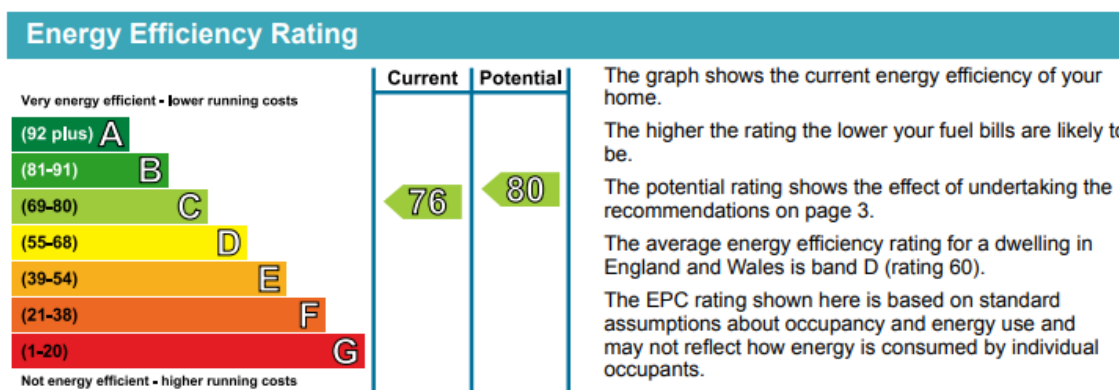 Energy Efficiency Rating
Current Potential
Very energy efficient - lower running costs
(92 plus) A
(81-91) B
(69-80) C
(55-68) D
(39-54) E
(21-38) F
(1-20) G
Not energy efficient - higher running costs
76
80
The graph shows the current energy efficiency of your
home.
The higher the rating the lower your fuel bills are likely to
be.
The potential rating shows the effect of undertaking the
recommendations on page 3.
The average energy efficiency rating for a dwelling in
England and Wales is band D (rating 60).
The EPC rating shown here is based on standard
assumptions about occupancy and energy use and
may not reflect how energy is consumed by individual
occupants.